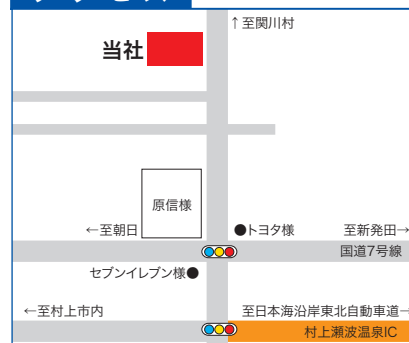 ↑至関川村
当社
原信様
←至朝日
●トヨタ様
至新発田→
国道7号線
セブンイレブン様●
←至村上市内
至日本海沿岸東北自動車道→
村上瀬波温泉IC